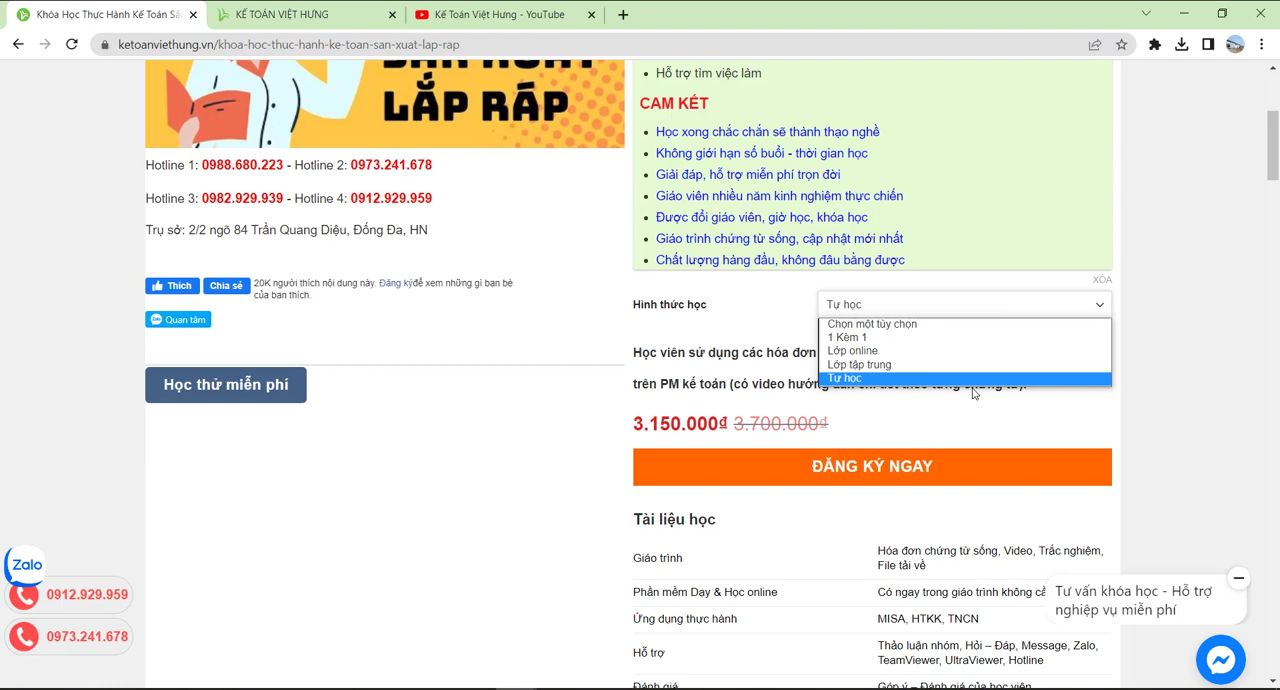 Khóa Học Thực Hành Kế Toán Sản
KẾ TOÁN VIỆT HƯNG
Kế Toán Việt Hưng - YouTube
ketoanviethung.vn/khoa-hoc-thuc-hanh-ke-toan-san-xuat-lap-rap
LẮP RÁP
Hotline 1: 0988.680.223 - Hotline 2: 0973.241.678
Hotline 3: 0982.929.939 - Hotline 4: 0912.929.959
Trụ sở: 2/2 ngõ 84 Trần Quang Diệu, Đống Đa, HN
Thích
Chia sẻ
20K người thích nội dung này. Đăng ký để xem những gì bạn bè
của bạn thích.
Quan tâm
Học thử miễn phí
Hỗ trợ tìm việc làm
CAM KẾT
Học xong chắc chắn sẽ thành thạo nghề
Không giới hạn số buổi - thời gian học
Giải đáp, hỗ trợ miễn phí trọn đời
Giáo viên nhiều năm kinh nghiệm thực chiến
Được đổi giáo viên, giờ học, khóa học
Giáo trình chứng từ sống, cập nhật mới nhất
Chất lượng hàng đầu, không đâu bằng được
XÓA
Hình thức học
Tự học
Chọn một tùy chọn
1 Kèm 1
Lớp online
Lớp tập trung
Tự học
Học viên sử dụng các hóa đơn
trên PM kế toán (có video hướng
3.150.000₫ 3.700.000₫
ĐĂNG KÝ NGAY
Tài liệu học
Giáo trình
Hóa đơn chứng từ sống, Video, Trắc nghiệm,
File tải về
Phần mềm Dạy & Học online
Có ngay trong giáo trình không
Ứng dụng thực hành
MISA, HTKK, TNCN
Hỗ trợ
Thảo luận nhóm, Hỏi – Đáp, Message, Zalo,
TeamViewer, UltraViewer, Hotline
Đánh giá
Góp ý – Đánh giá của học viên
Zalo
0912.929.959
0973.241.678
Tư vấn khóa học - Hỗ trợ
nghiệp vụ miễn phí